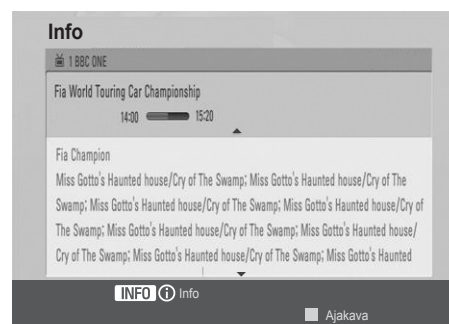 Info
1 BBC ONE
Fia World Touring Car Championship
14:00 15:20
Fia Champion
Miss Gotto's Haunted house/Cry of The Swamp; Miss Gotto's Haunted house/Cry of The
Swamp; Miss Gotto's Haunted house/Cry of The Swamp; Miss Gotto's Haunted house/Cry of
The Swamp; Miss Gotto's Haunted house/Cry of The Swamp; Miss Gotto's Haunted house/
Cry of The Swamp; Miss Gotto's Haunted house/Cry of The Swamp; Miss Gotto's Haunted
INFO i Info
Ajakava